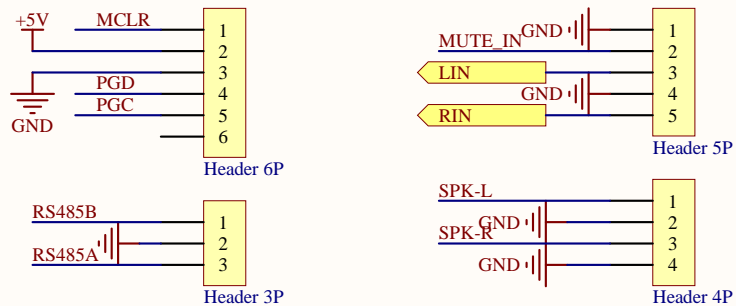 +5V
MCLR
1
2
3
PGD
4
PGC
5
GND
6
Header 6P
GND
1
MUTE_IN
2
LIN
3
GND
4
RIN
5
Header 5P
RS485B
1
2
RS485A
3
Header 3P
SPK-L
1
GND
2
SPK-R
3
GND
4
Header 4P